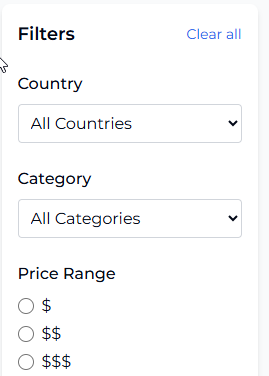 Filters Clear all
Country
All Countries
Category
All Categories
Price Range
$
$$
$$$